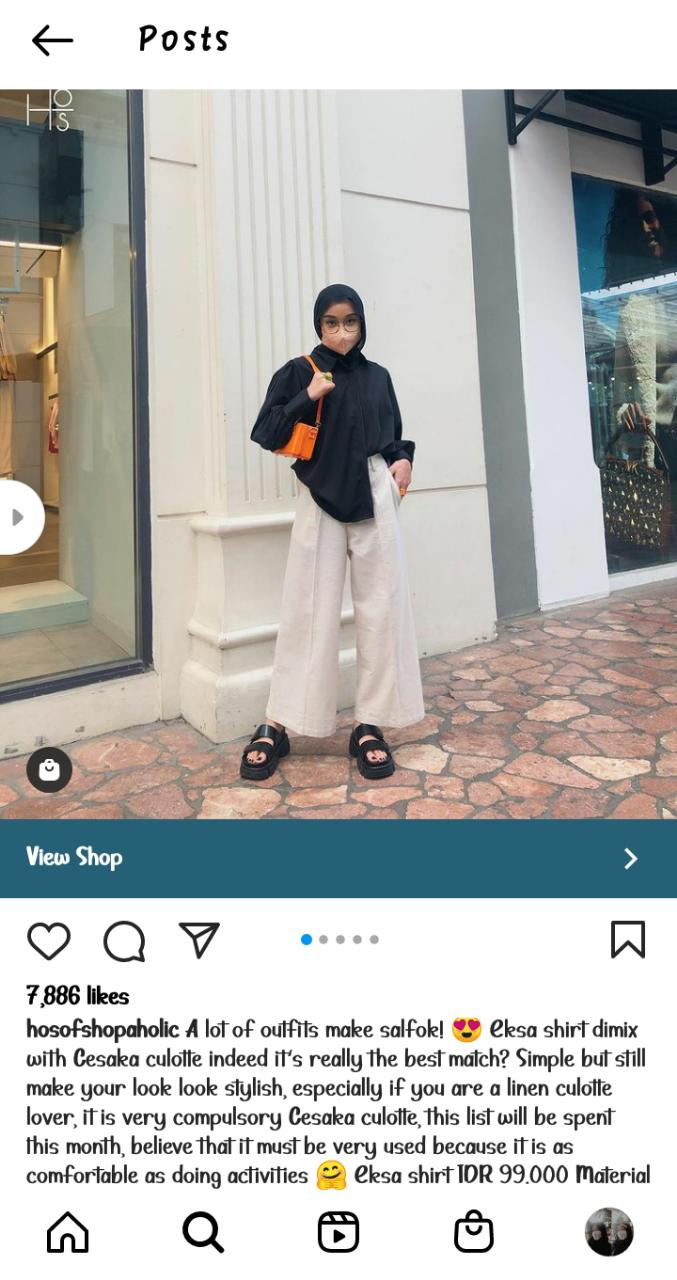 Posts
HOS
View Shop
7,886 likes
hosofshopaholic A lot of outfits make salfok! 😍 Eksa shirt dimix
with Cesaka culotte indeed it's really the best match? Simple but still
make your look look stylish, especially if you are a linen culotte
lover, it is very compulsory Cesaka culotte, this list will be spent
this month, believe that it must be very used because it is as
comfortable as doing activities 🤗 Eksa shirt IDR 99.000 Material